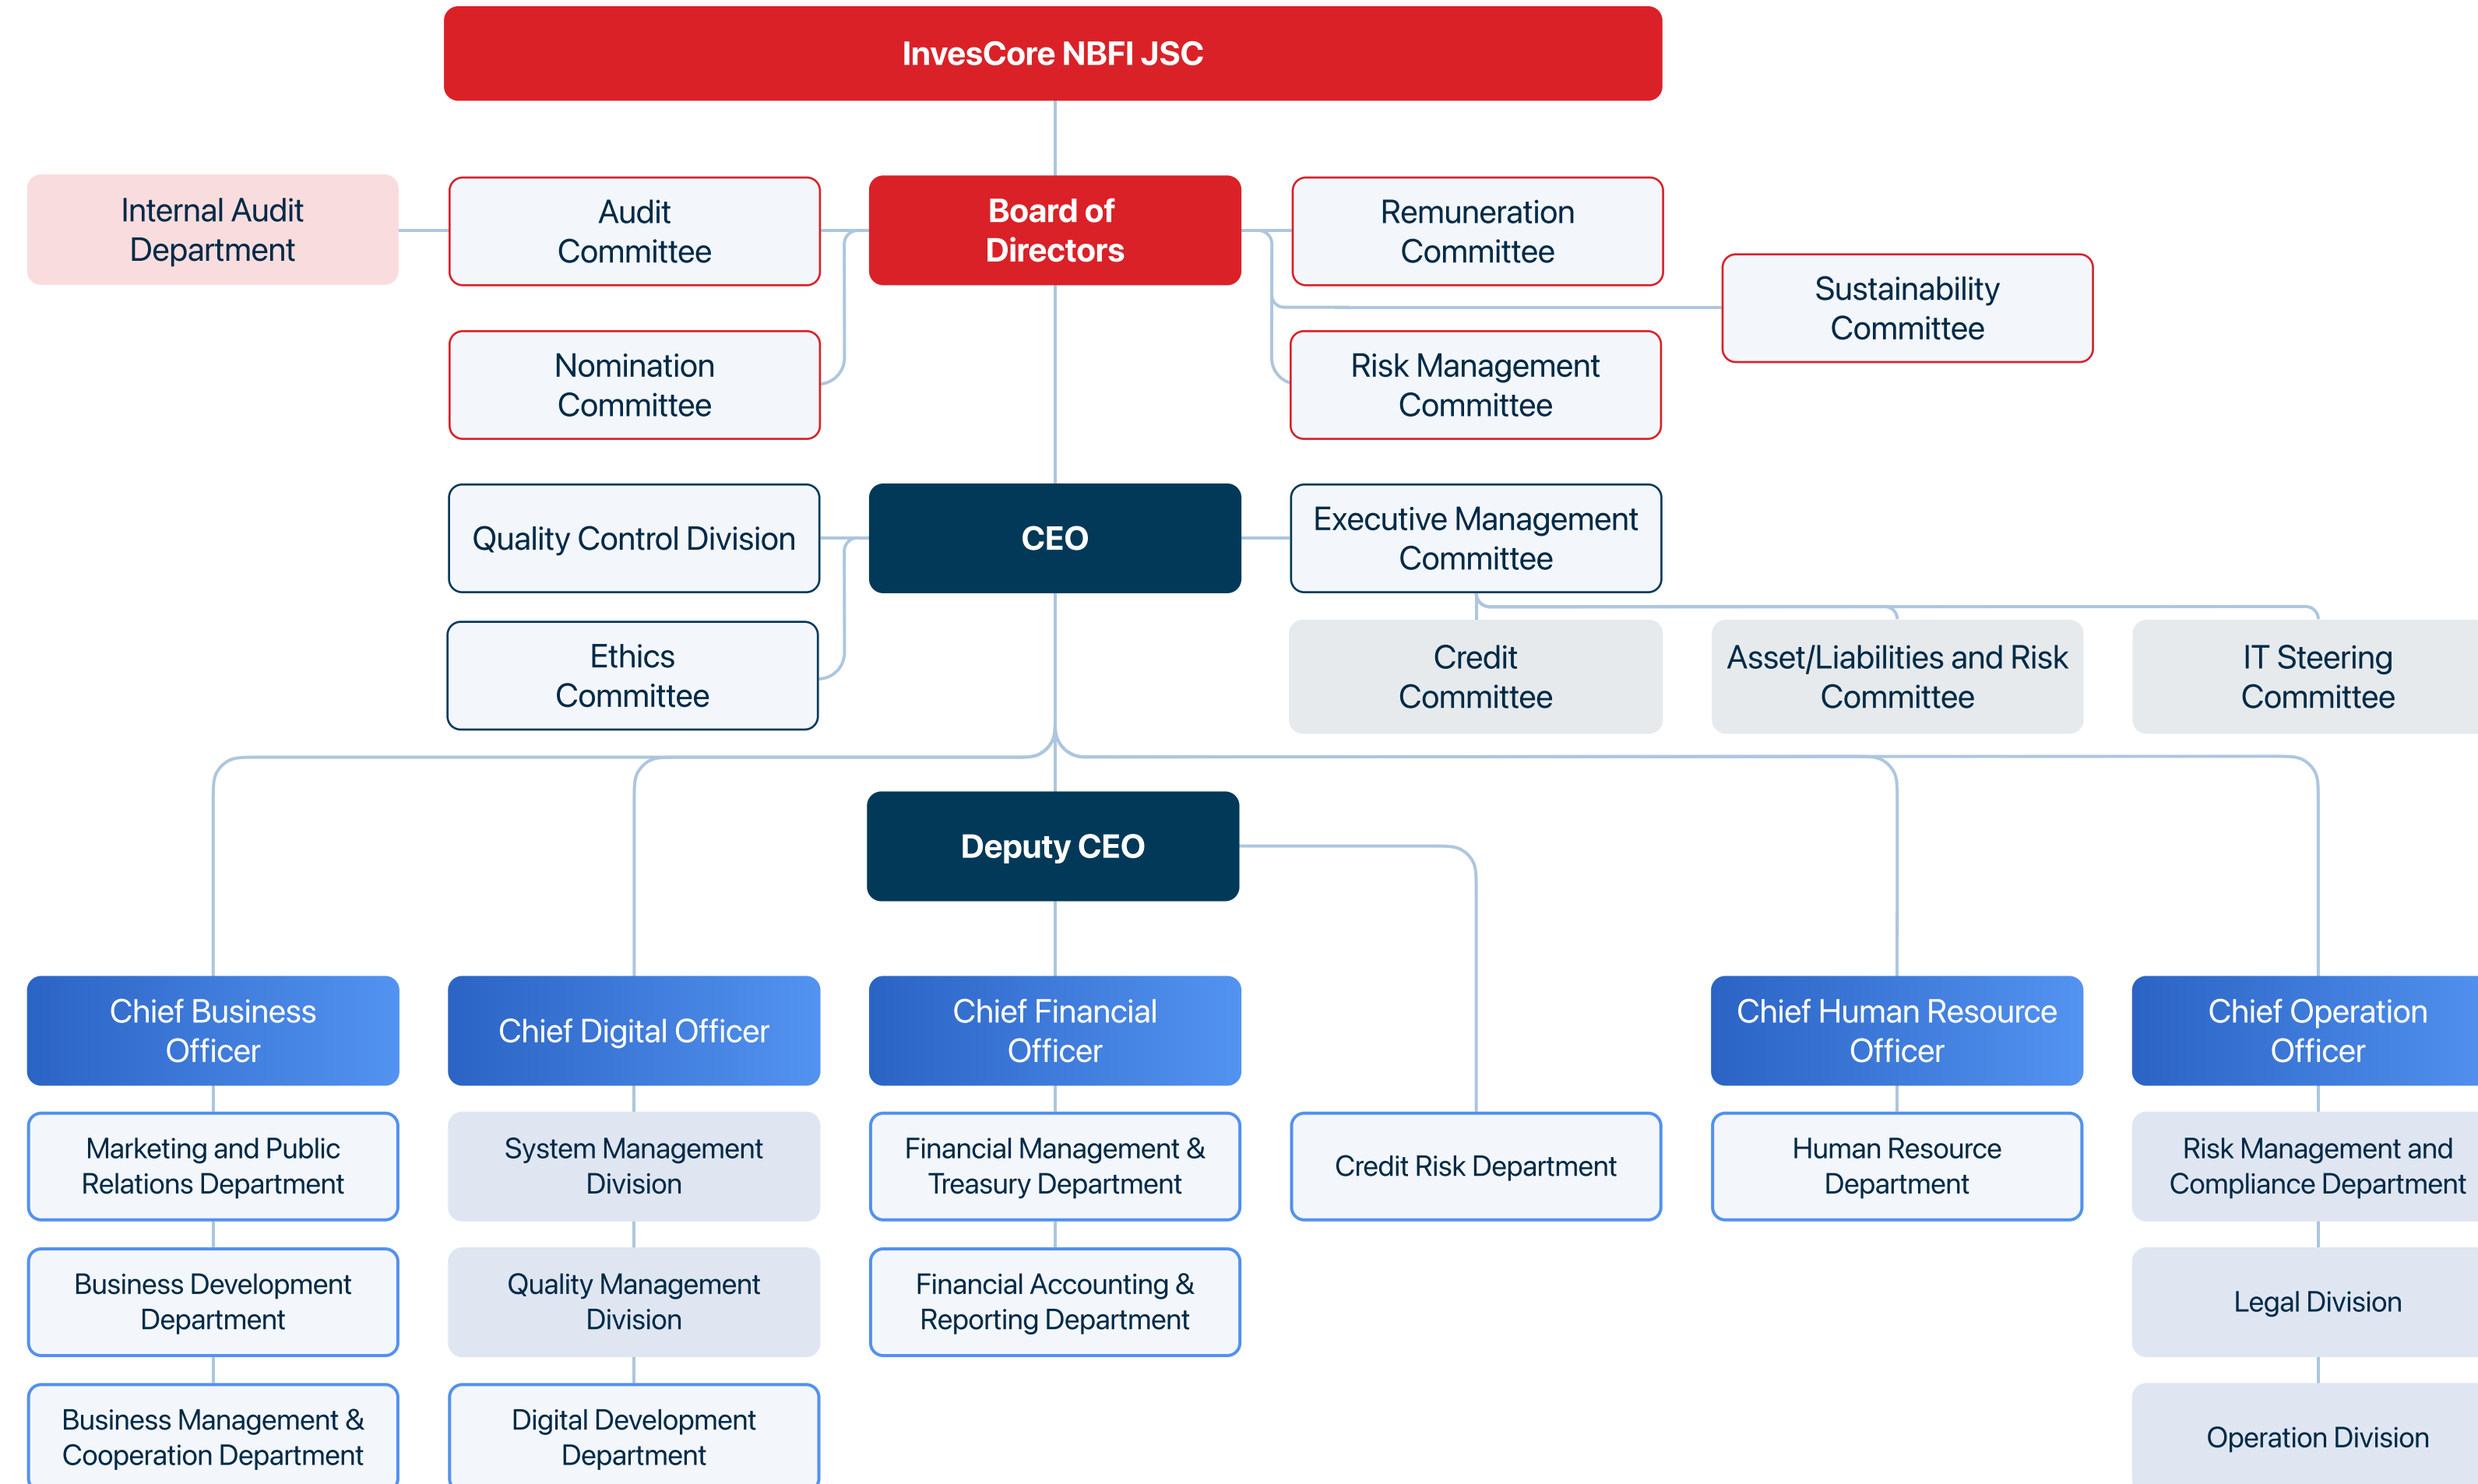 InvesCore NBFI JSC
Internal Audit
Department
Audit
Committee
Board of
Directors
Remuneration
Committee
Sustainability
Committee
Nomination
Committee
Risk Management
Committee
Quality Control Division
CEO
Executive Management
Committee
Ethics
Committee
Credit
Committee
Asset/Liabilities and Risk
Committee
IT Steering
Committee
Deputy CEO
Chief Business
Officer
Chief Digital Officer
Chief Financial
Officer
Chief Human Resource
Officer
Chief Operation
Officer
Marketing and Public
Relations Department
System Management
Division
Financial Management &
Treasury Department
Credit Risk Department
Human Resource
Department
Risk Management and
Compliance Department
Business Development
Department
Quality Management
Division
Financial Accounting &
Reporting Department
Legal Division
Business Management &
Cooperation Department
Digital Development
Department
Operation Division